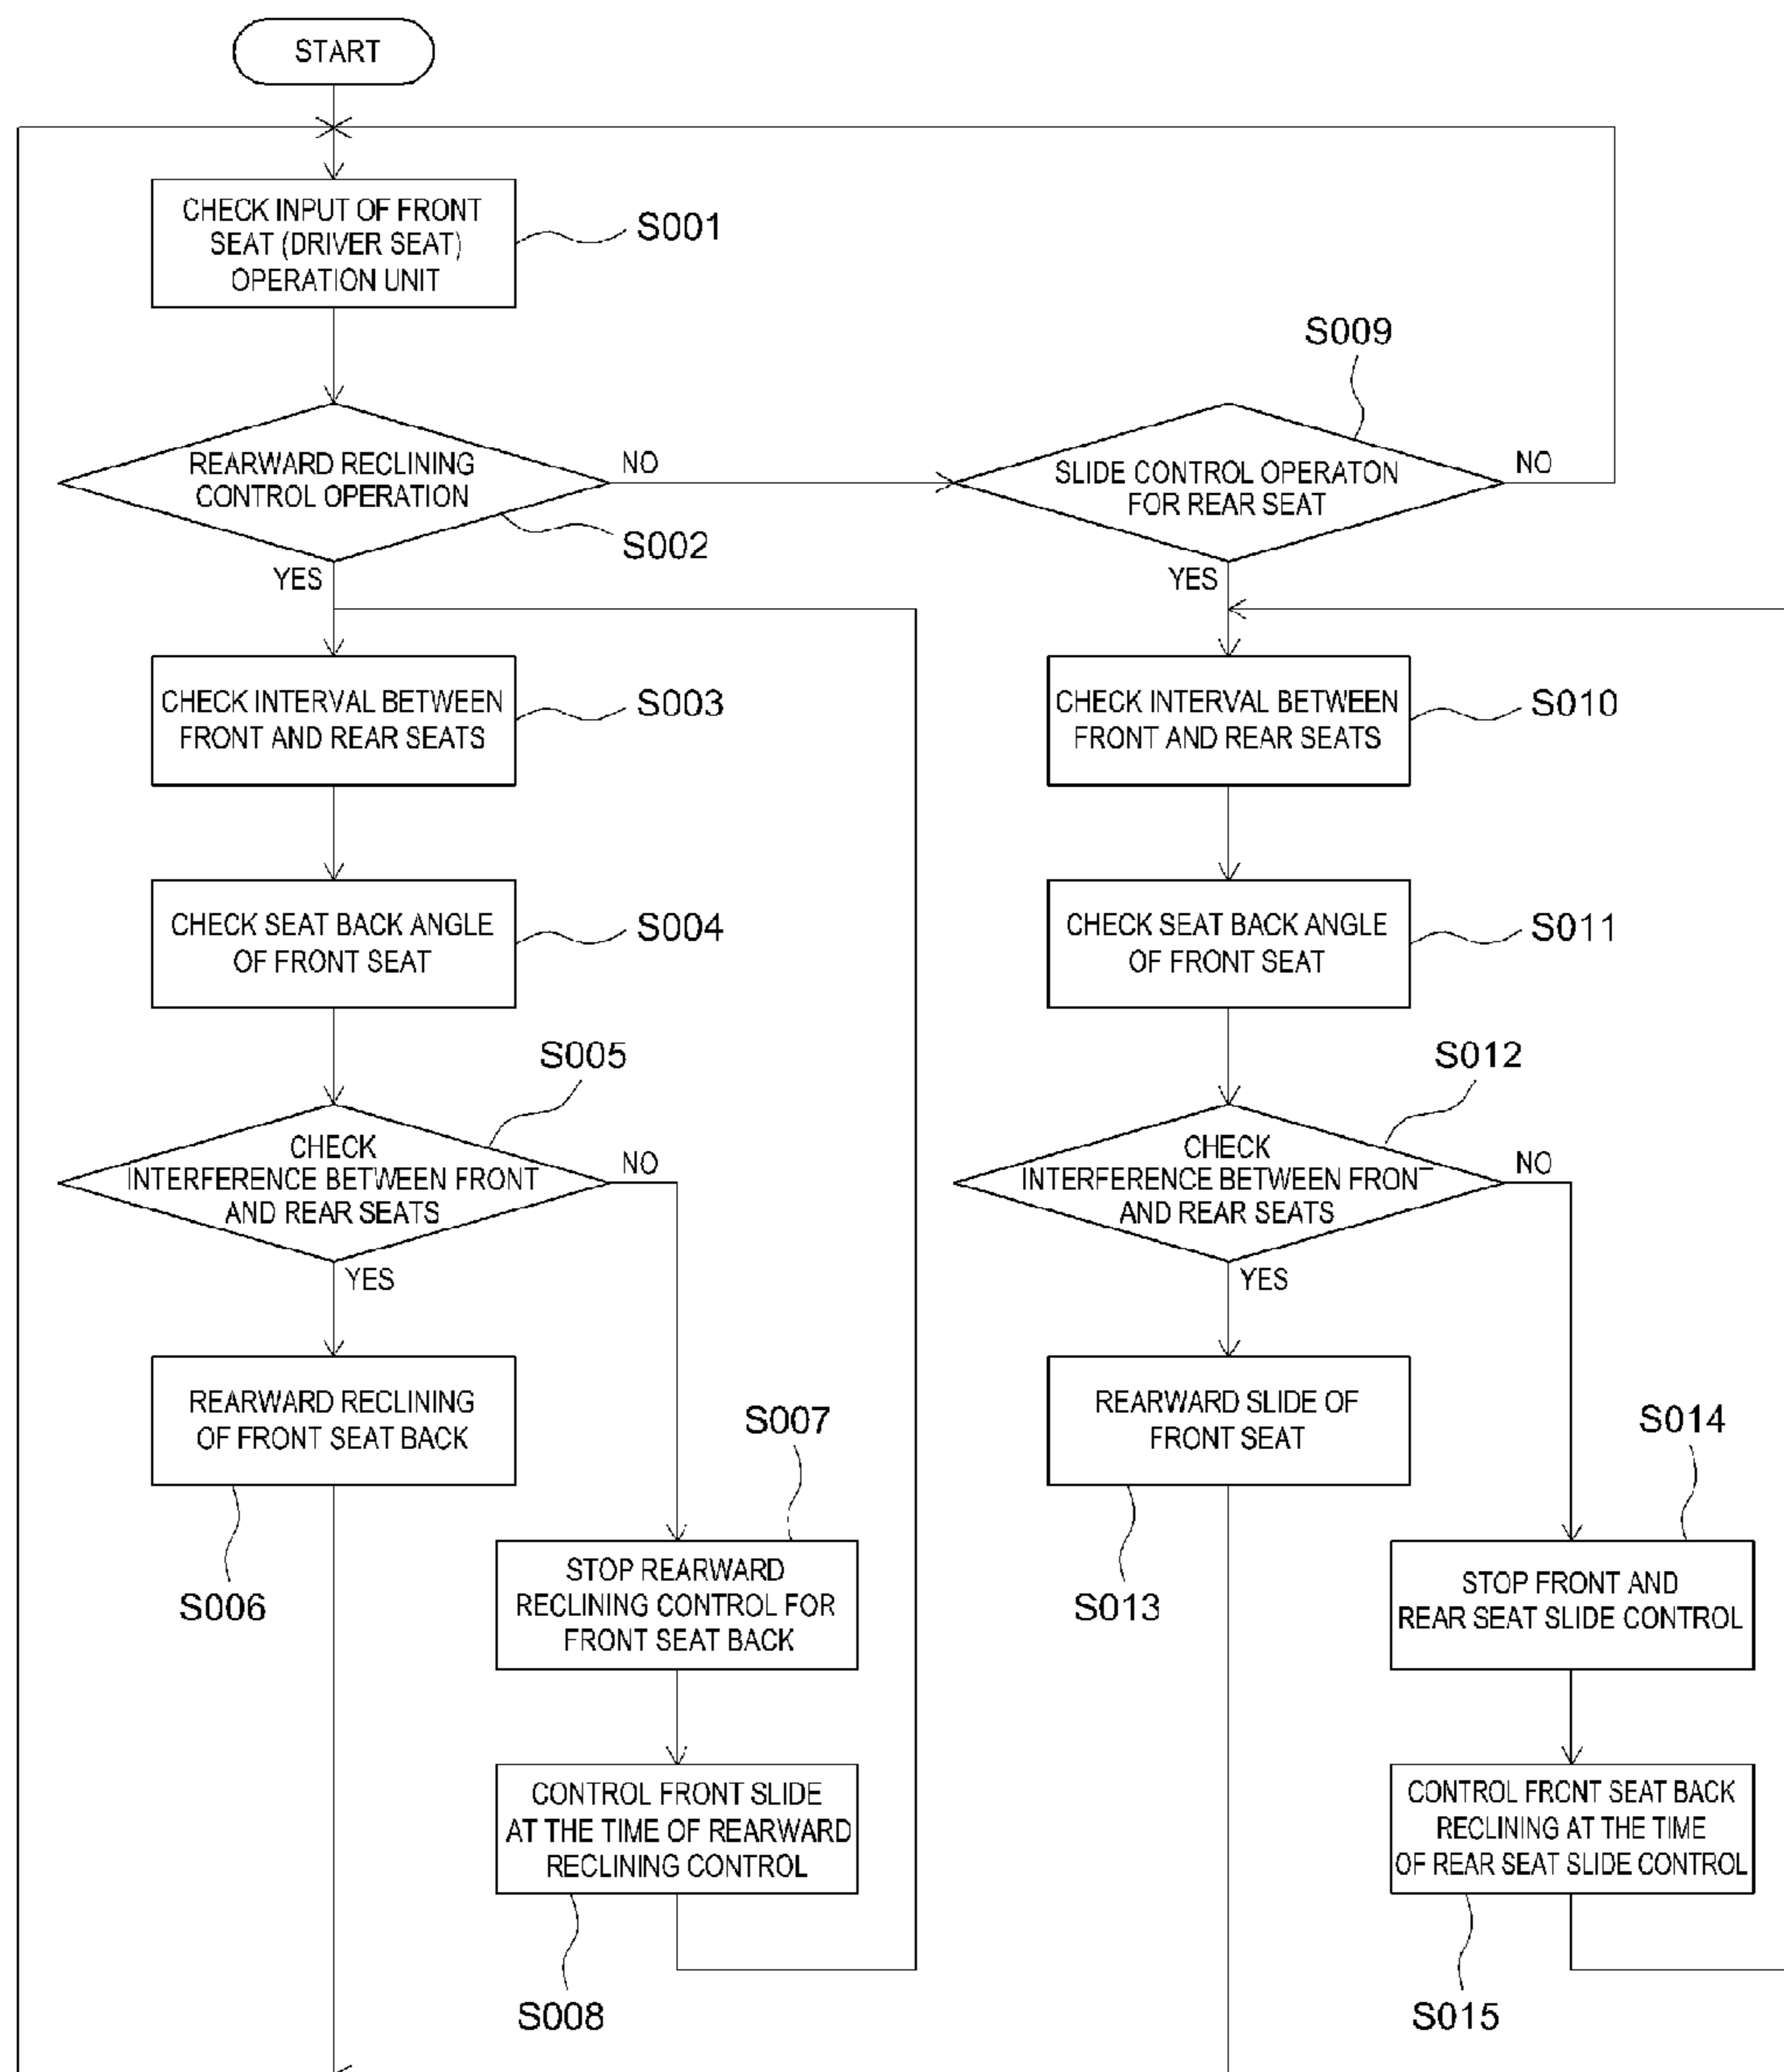 START
CHECK INPUT OF FRONT
SEAT (DRIVER SEAT)
OPERATION UNIT
S001
S009
REARWARD RECLINING
CONTROL OPERATION
NO
S002
YES
SLIDE CONTROL OPERATON
FOR REAR SEAT
NO
YES
CHECK INTERVAL BETWEEN
FRONT AND REAR SEATS
S003
CHECK INTERVAL BETWEEN
FRONT AND REAR SEATS
S010
CHECK SEAT BACK ANGLE
OF FRONT SEAT
S004
CHECK SEAT BACK ANGLE
OF FRONT SEAT
S011
S005
CHECK
INTERFERENCE BETWEEN FRONT
AND REAR SEATS
NO
YES
S012
CHECK
INTERFERENCE BETWEEN FRONT
AND REAR SEATS
NO
YES
REARWARD RECLINING
OF FRONT SEAT BACK
S006
S007
STOP REARWARD
RECLINING CONTROL FOR
FRONT SEAT BACK
REARWARD SLIDE OF
FRONT SEAT
S013
S014
STOP FRONT AND
REAR SEAT SLIDE CONTROL
CONTROL FRONT SLIDE
AT THE TIME OF REARWARD
RECLINING CONTROL
S008
CONTROL FRONT SEAT BACK
RECLINING AT THE TIME
OF REAR SEAT SLIDE CONTROL
S015